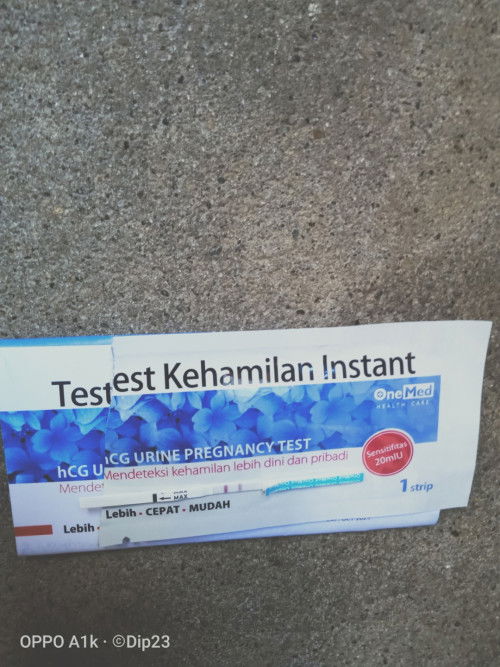 Test
est Kehamilan Instant
OneMed
HEALTH CARE
hCG U
hCG URINE PREGNANCY TEST
Mende
Mendeteksi kehamilan lebih dini dan pribadi
Sensitifitas
20mIU
MAX
1 strip
Lebih •
Lebih • CEPAT • MUDAH
OPPO A1k · ©Dip23